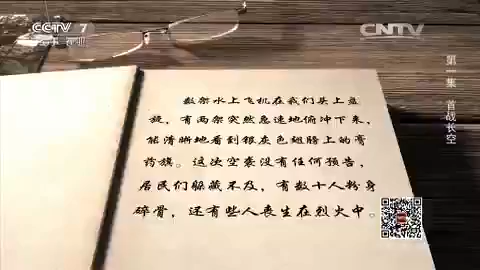 CCTV 7
军事·农业
CNTV
第一集 首战长空
数架水上飞机在我们头上盘
旋，有两架突然急速地俯冲下来，
能清晰地看到银灰色翅膀上的膏
药旗。这次空袭没有任何预告，
居民们躲藏不及，有数十人粉身
碎骨，还有些人丧生在烈火中。